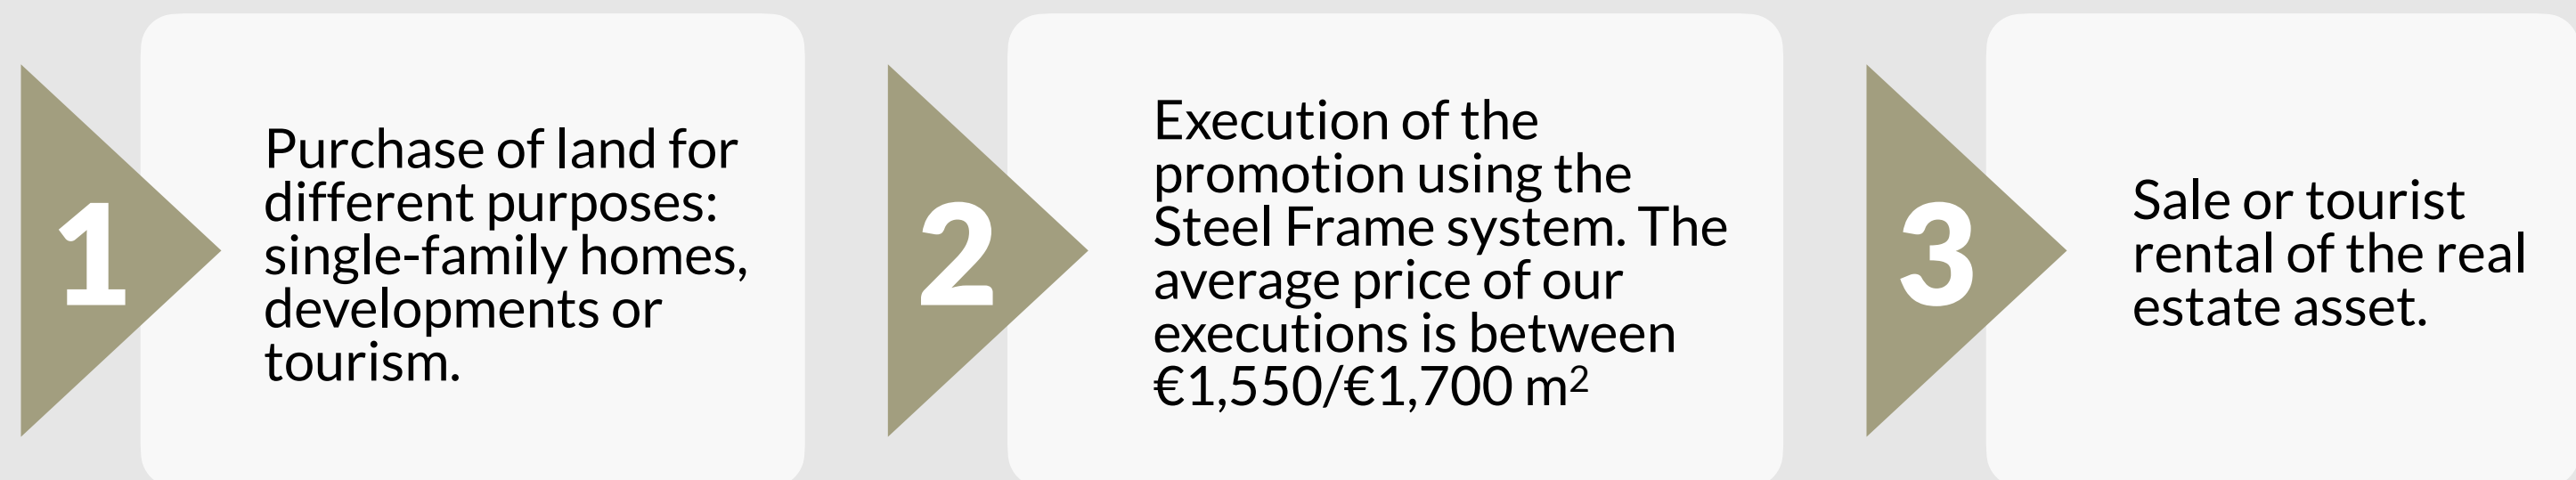 1
Purchase of land for
different purposes:
single-family homes,
developments or
tourism.
2
Execution of the
promotion using the
Steel Frame system. The
average price of our
executions is between
€1,550/€1,700 m²
3
Sale or tourist
rental of the real
estate asset.